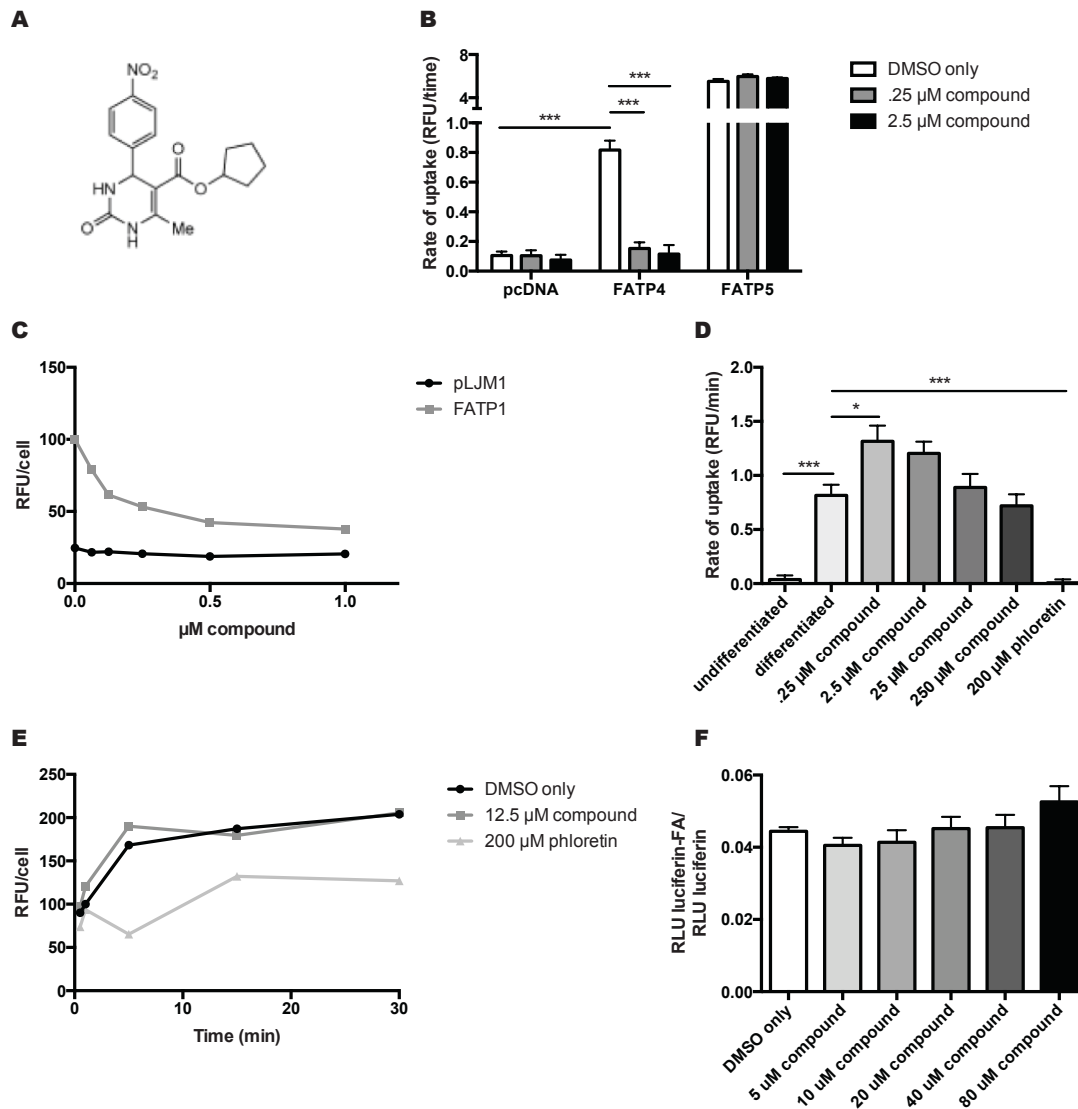 A
NO₂
O
O
HN
O
N
H
Me
B
Rate of uptake (RFU/time)
8
4
1.0
0.8
0.6
0.4
0.2
0.0
***
***
***
pcDNA
FATP4
FATP5
DMSO only
.25 µM compound
2.5 µM compound
C
RFU/cell
150
100
50
0
0.0
0.5
1.0
µM compound
pLJM1
FATP1
D
Rate of uptake (RFU/min)
2.0
1.5
1.0
0.5
0.0
***
*
***
undifferentiated
differentiated
.25 µM compound
2.5 µM compound
25 µM compound
250 µM compound
200 µM phloretin
E
RFU/cell
250
200
150
100
50
0
0
10
20
30
Time (min)
DMSO only
12.5 µM compound
200 µM phloretin
F
RLU luciferin-FA/
RLU luciferin
0.06
0.04
0.02
0.00
DMSO only
5 uM compound
10 uM compound
20 uM compound
40 uM compound
80 uM compound